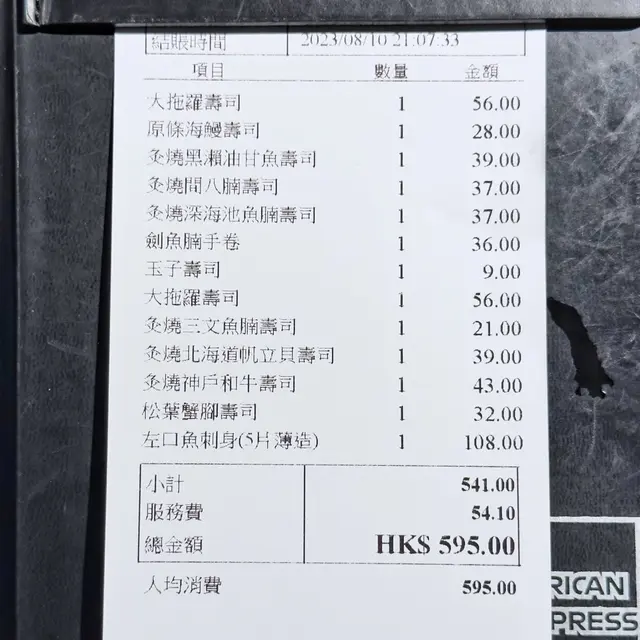 結賬時間 2023/08/10 21:07:33
項目 數量 金額
大拖羅壽司 1 56.00
原條海鰻壽司 1 28.00
炙燒黑瀨油甘魚壽司 1 39.00
炙燒間八腩壽司 1 37.00
炙燒深海池魚腩壽司 1 37.00
劍魚腩手卷 1 36.00
玉子壽司 1 9.00
大拖羅壽司 1 56.00
炙燒三文魚腩壽司 1 21.00
炙燒北海道帆立貝壽司 1 39.00
炙燒神戶和牛壽司 1 43.00
松葉蟹腳壽司 1 32.00
左口魚刺身(5片薄造) 1 108.00
小計 541.00
服務費 54.10
總金額 HK$ 595.00
人均消費 595.00
RICAN
PRESS